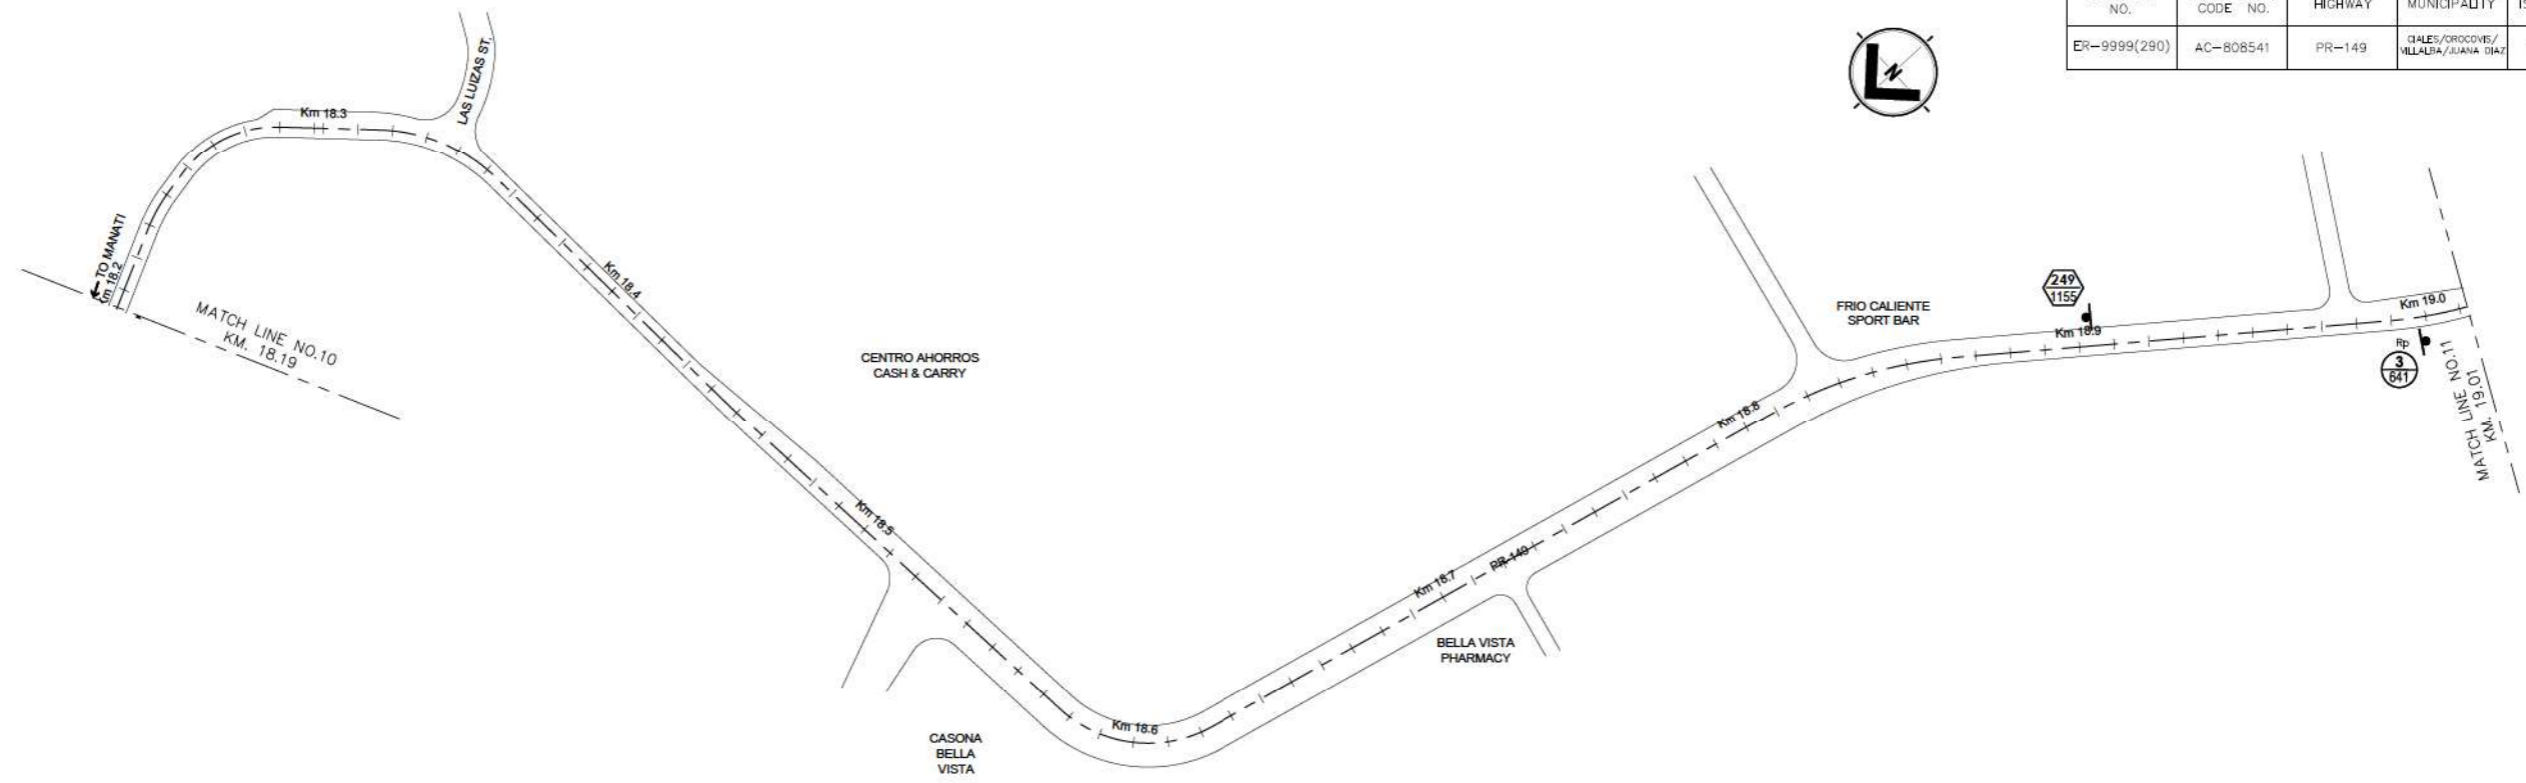 NO.
CODE NO.
HIGHWAY
MUNICIPALITY
ER-9999(290)
AC-808541
PR-149
CIALES/OROCOVIS/
VILLALBA/JUANA DIAZ
N
LAS LUIZAS ST.
Km 18.3
TO MANATI
Km 18.2
MATCH LINE NO.10
KM. 18.19
Km 18.4
CENTRO AHORROS
CASH & CARRY
Km 18.5
CASONA
BELLA
VISTA
Km 18.6
Km 18.7
PR-149
BELLA VISTA
PHARMACY
Km 18.8
FRIO CALIENTE
SPORT BAR
249
1155
Km 18.9
Km 19.0
Rp
3
641
MATCH LINE NO.11
KM. 19.01